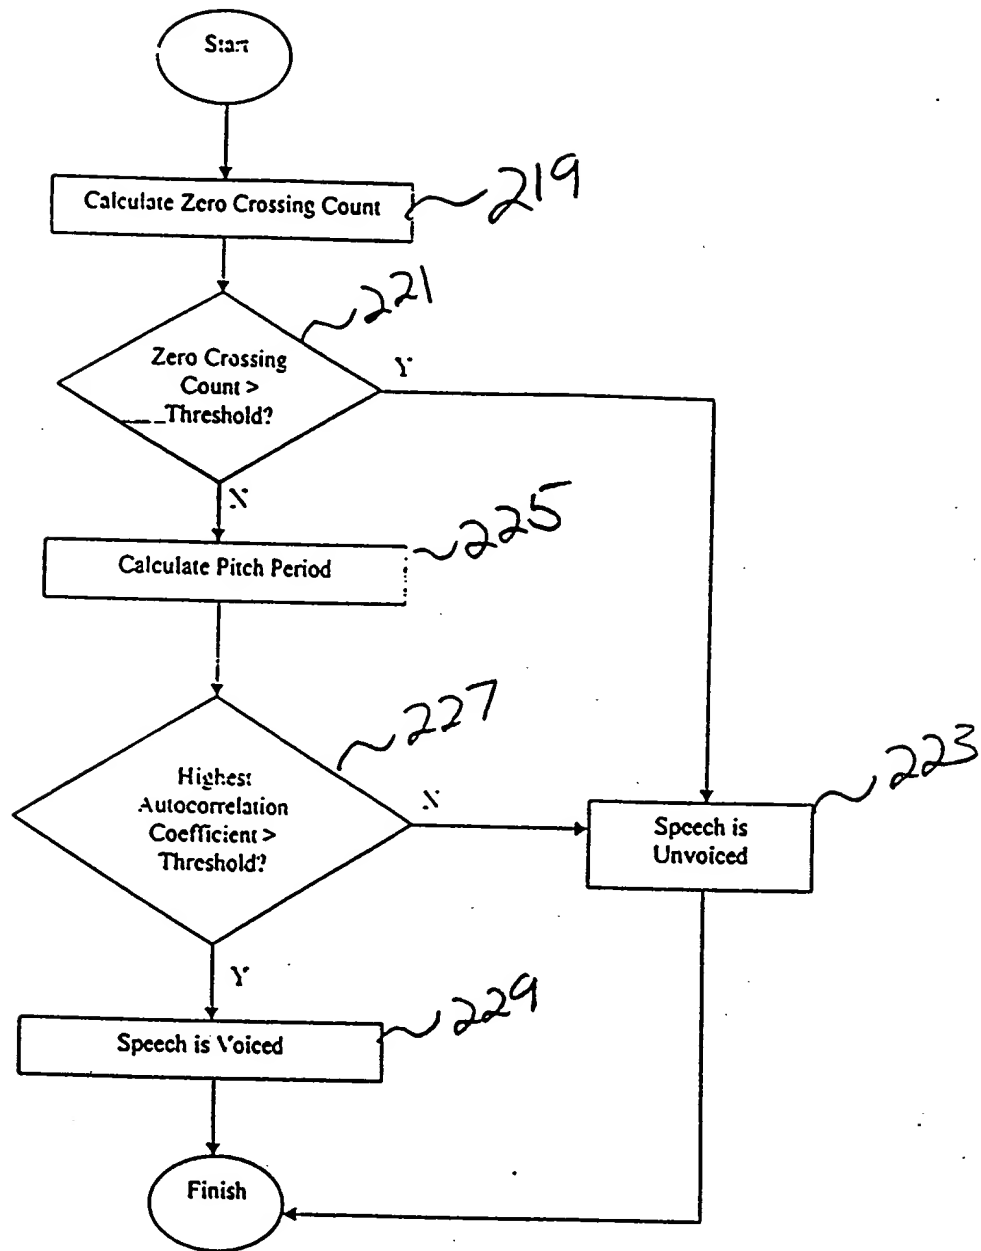 Start
Calculate Zero Crossing Count
219
221
Zero Crossing
Count >
Threshold?
Y
N
225
Calculate Pitch Period
227
Highest
Autocorrelation
Coefficient >
Threshold?
N
223
Speech is
Unvoiced
Y
229
Speech is Voiced
Finish